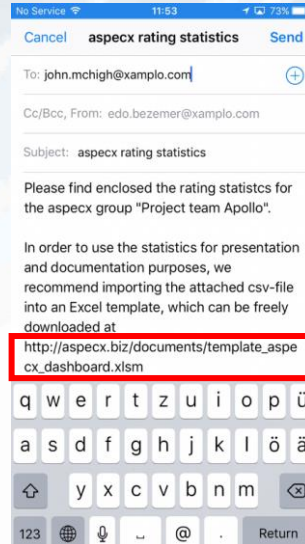 No Service 11:53 73%
Cancel aspecx rating statistics Send
To: john.mchigh@xamplo.com
Cc/Bcc, From: edo.bezemer@xamplo.com
Subject: aspecx rating statistics
Please find enclosed the rating statistcs for
the aspecx group "Project team Apollo".
In order to use the statistics for presentation
and documentation purposes, we
recommend importing the attached csv-file
into an Excel template, which can be freely
downloaded at
http://aspecx.biz/documents/template_aspe
cx_dashboard.xlsm
q w e r t z u i o p ü
a s d f g h j k l ö ä
y x c v b n m
123 @ . Return